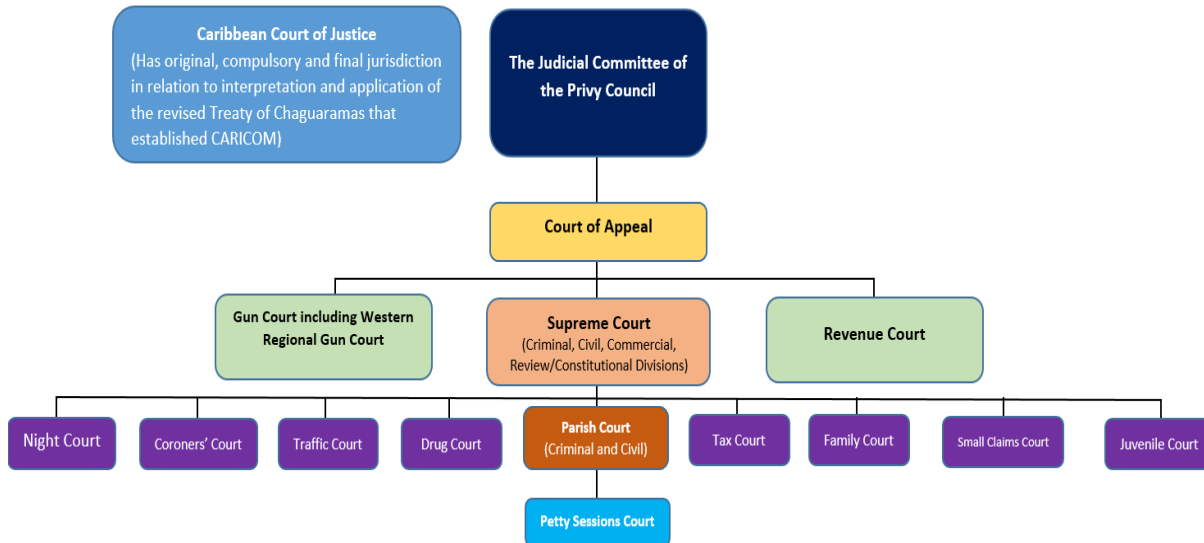 Caribbean Court of Justice
(Has original, compulsory and final jurisdiction
in relation to interpretation and application of
the revised Treaty of Chaguaramas that
established CARICOM)
The Judicial Committee of
the Privy Council
Court of Appeal
Gun Court including Western
Regional Gun Court
Supreme Court
(Criminal, Civil, Commercial,
Review/Constitutional Divisions)
Revenue Court
Night Court
Coroners' Court
Traffic Court
Drug Court
Parish Court
(Criminal and Civil)
Tax Court
Family Court
Small Claims Court
Juvenile Court
Petty Sessions Court